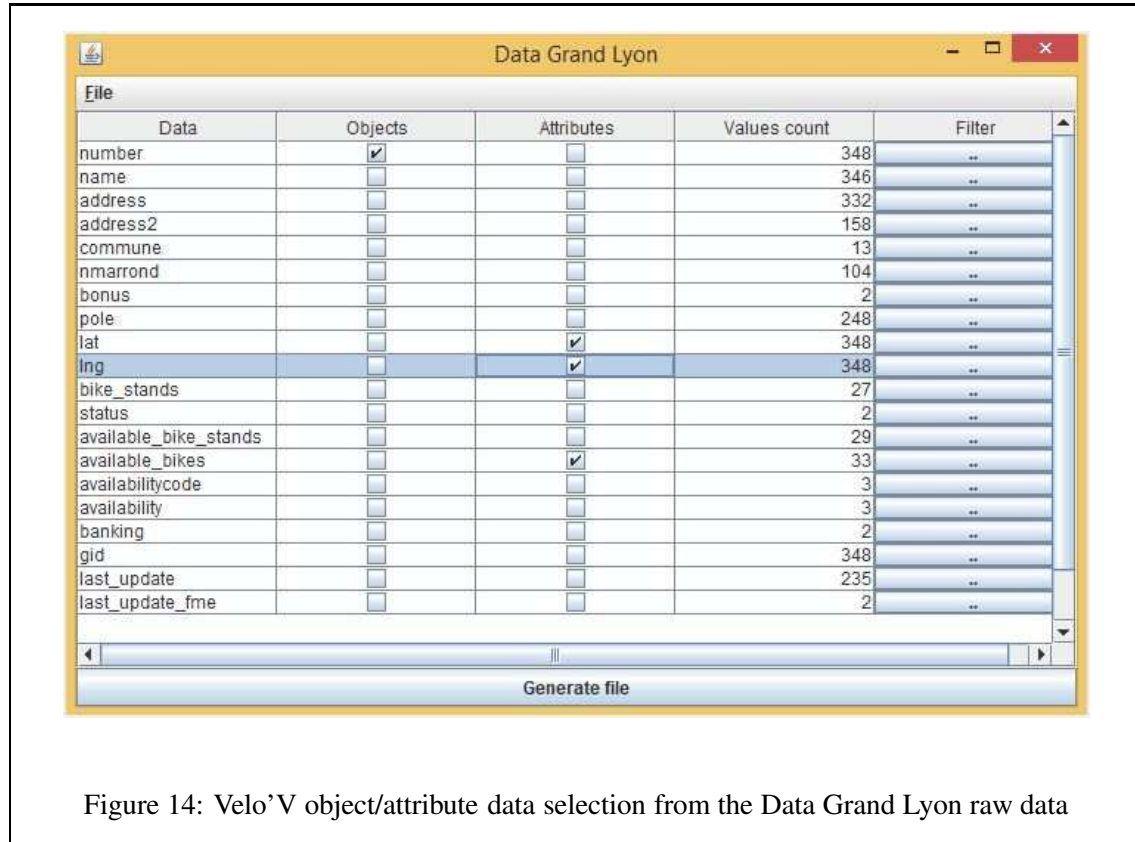 Data Grand Lyon
File
Data Objects Attributes Values count Filter
number 348 ..
name 346 ..
address 332 ..
address2 158 ..
commune 13 ..
nmarrond 104 ..
bonus 2 ..
pole 248 ..
lat 348 ..
lng 348 ..
bike_stands 27 ..
status 2 ..
available_bike_stands 29 ..
available_bikes 33 ..
availabilitycode 3 ..
availability 3 ..
banking 2 ..
gid 348 ..
last_update 235 ..
last_update_fme 2 ..
Generate file
Figure 14: Velo’V object/attribute data selection from the Data Grand Lyon raw data